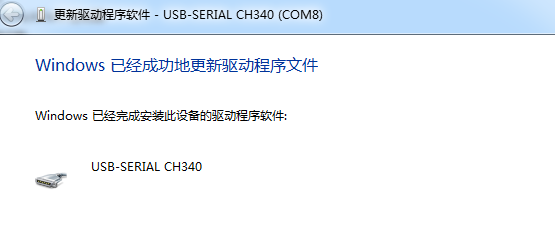 更新驱动程序软件 - USB-SERIAL CH340 (COM8)
Windows 已经成功地更新驱动程序文件
Windows 已经完成安装此设备的驱动程序软件:
USB-SERIAL CH340